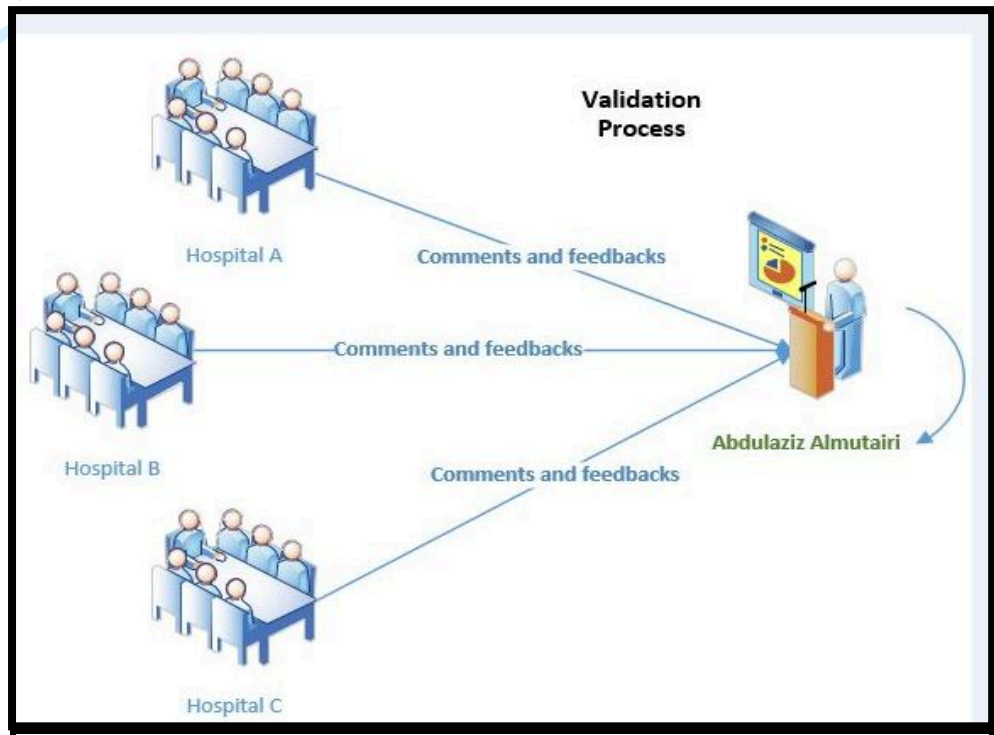 Validation
Process
Hospital A
Comments and feedbacks
Comments and feedbacks
Abdulaziz Almutairi
Hospital B
Comments and feedbacks
Hospital C